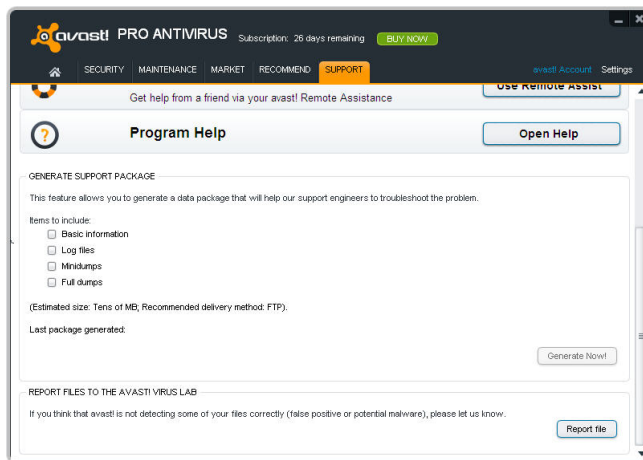 avast! PRO ANTIVIRUS Subscription: 26 days remaining BUY NOW
SECURITY MAINTENANCE MARKET RECOMMEND SUPPORT avast! Account Settings
Get help from a friend via your avast! Remote Assistance
Use Remote Assist
Program Help
Open Help
GENERATE SUPPORT PACKAGE
This feature allows you to generate a data package that will help our support engineers to troubleshoot the problem.
Items to include:
Basic information
Log files
Minidumps
Full dumps
(Estimated size: Tens of MB; Recommended delivery method: FTP).
Last package generated:
Generate Now!
REPORT FILES TO THE AVAST! VIRUS LAB
If you think that avast! is not detecting some of your files correctly (false positive or potential malware), please let us know.
Report file